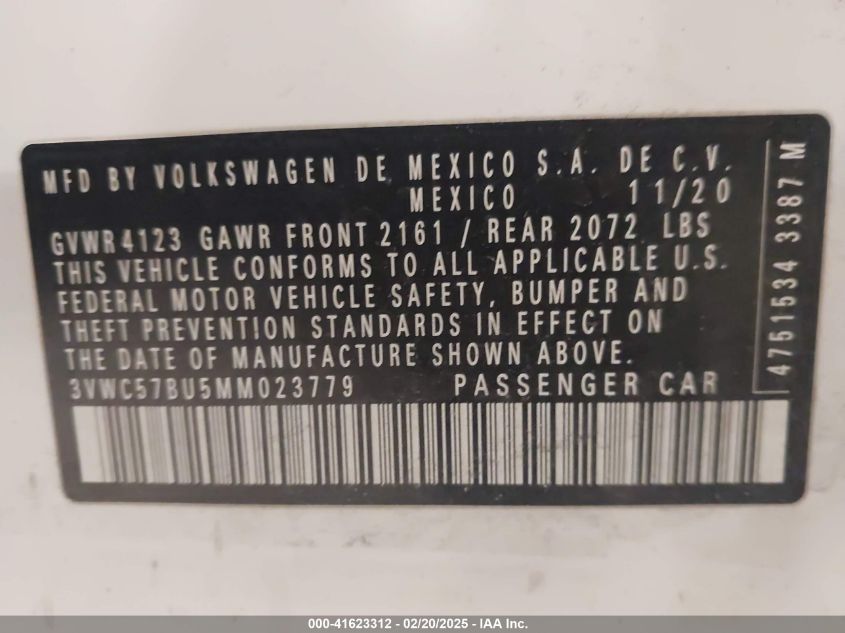 MFD BY VOLKSWAGEN DE MEXICO S.A. DE C.V.
MEXICO 11/20
GVWR 4123 GAWR FRONT 2161 / REAR 2072 LBS
THIS VEHICLE CONFORMS TO ALL APPLICABLE U.S.
FEDERAL MOTOR VEHICLE SAFETY, BUMPER AND
THEFT PREVENTION STANDARDS IN EFFECT ON
THE DATE OF MANUFACTURE SHOWN ABOVE.
3VWC57BU5MM023779 PASSENGER CAR
4751534 3387 M
000-41623312 - 02/20/2025 - IAA, Inc.